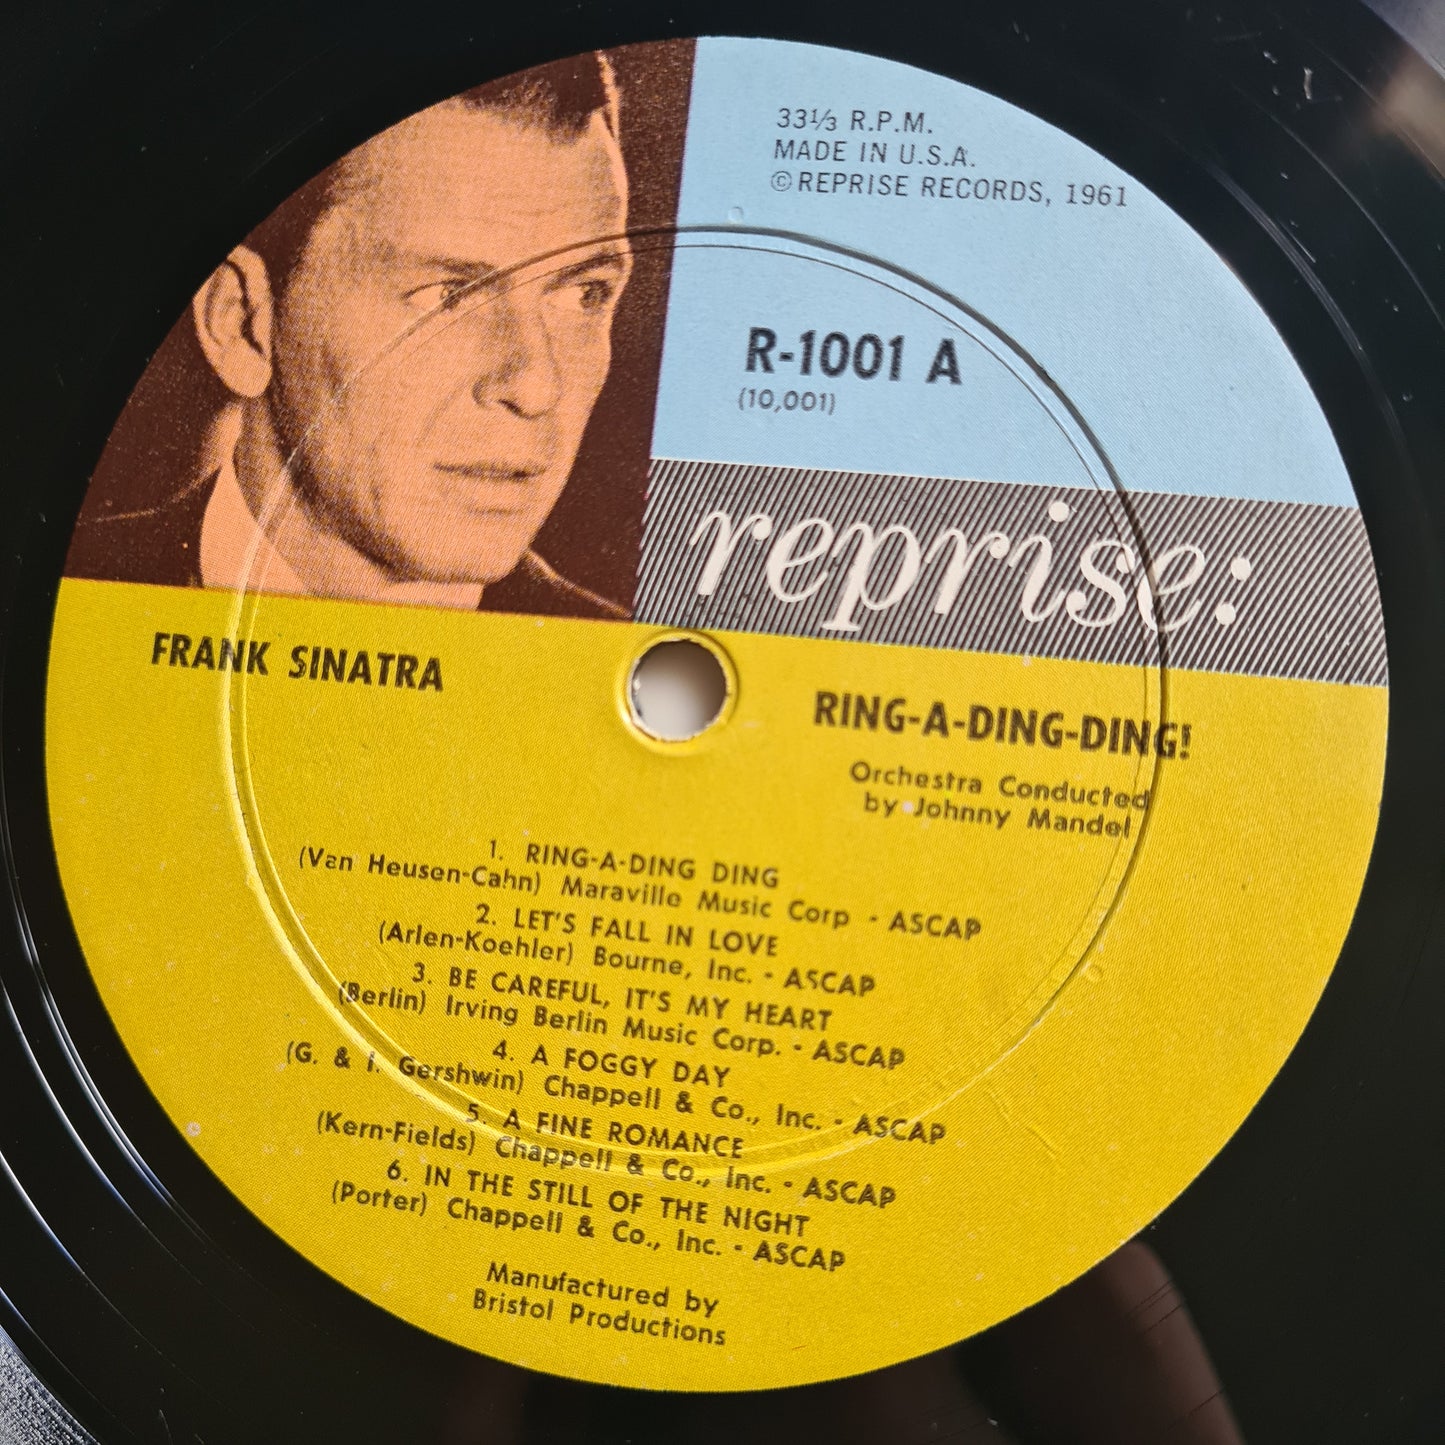 33⅓ R.P.M.
MADE IN U.S.A.
© REPRISE RECORDS, 1961
R-1001 A
(10,001)
reprise:
FRANK SINATRA
RING-A-DING-DING!
Orchestra Conducted
by Johnny Mandel
1. RING-A-DING DING
(Van Heusen-Cahn) Maraville Music Corp - ASCAP
2. LET'S FALL IN LOVE
(Arlen-Koehler) Bourne, Inc. - ASCAP
3. BE CAREFUL, IT'S MY HEART
(Berlin) Irving Berlin Music Corp. - ASCAP
4. A FOGGY DAY
(G. & I. Gershwin) Chappell & Co., Inc. - ASCAP
5. A FINE ROMANCE
(Kern-Fields) Chappell & Co., Inc. - ASCAP
6. IN THE STILL OF THE NIGHT
(Porter) Chappell & Co., Inc. - ASCAP
Manufactured by
Bristol Productions